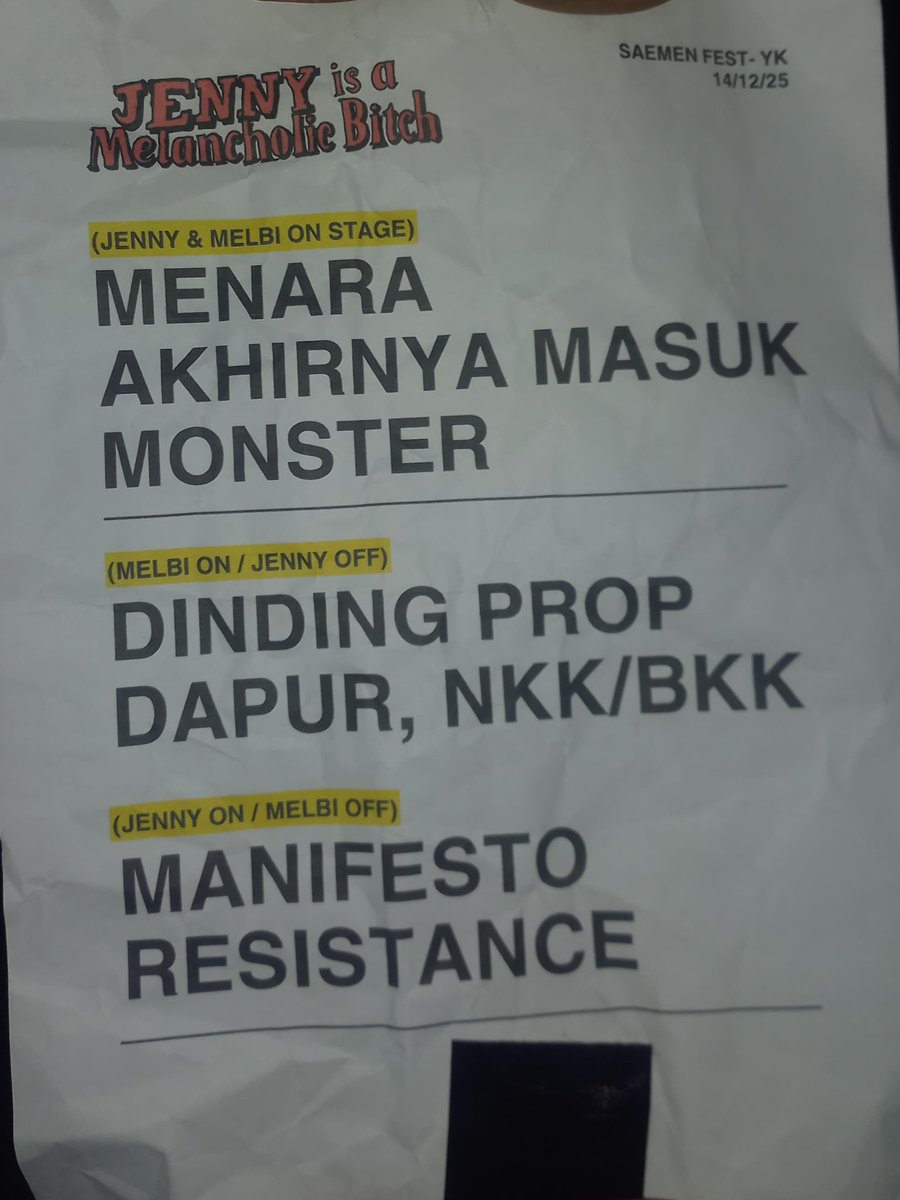 JENNY is a
Melancholic Bitch
SAEMEN FEST- YK
14/12/25
(JENNY & MELBI ON STAGE)
MENARA
AKHIRNYA MASUK
MONSTER
(MELBI ON / JENNY OFF)
DINDING PROP
DAPUR, NKK/BKK
(JENNY ON / MELBI OFF)
MANIFESTO
RESISTANCE